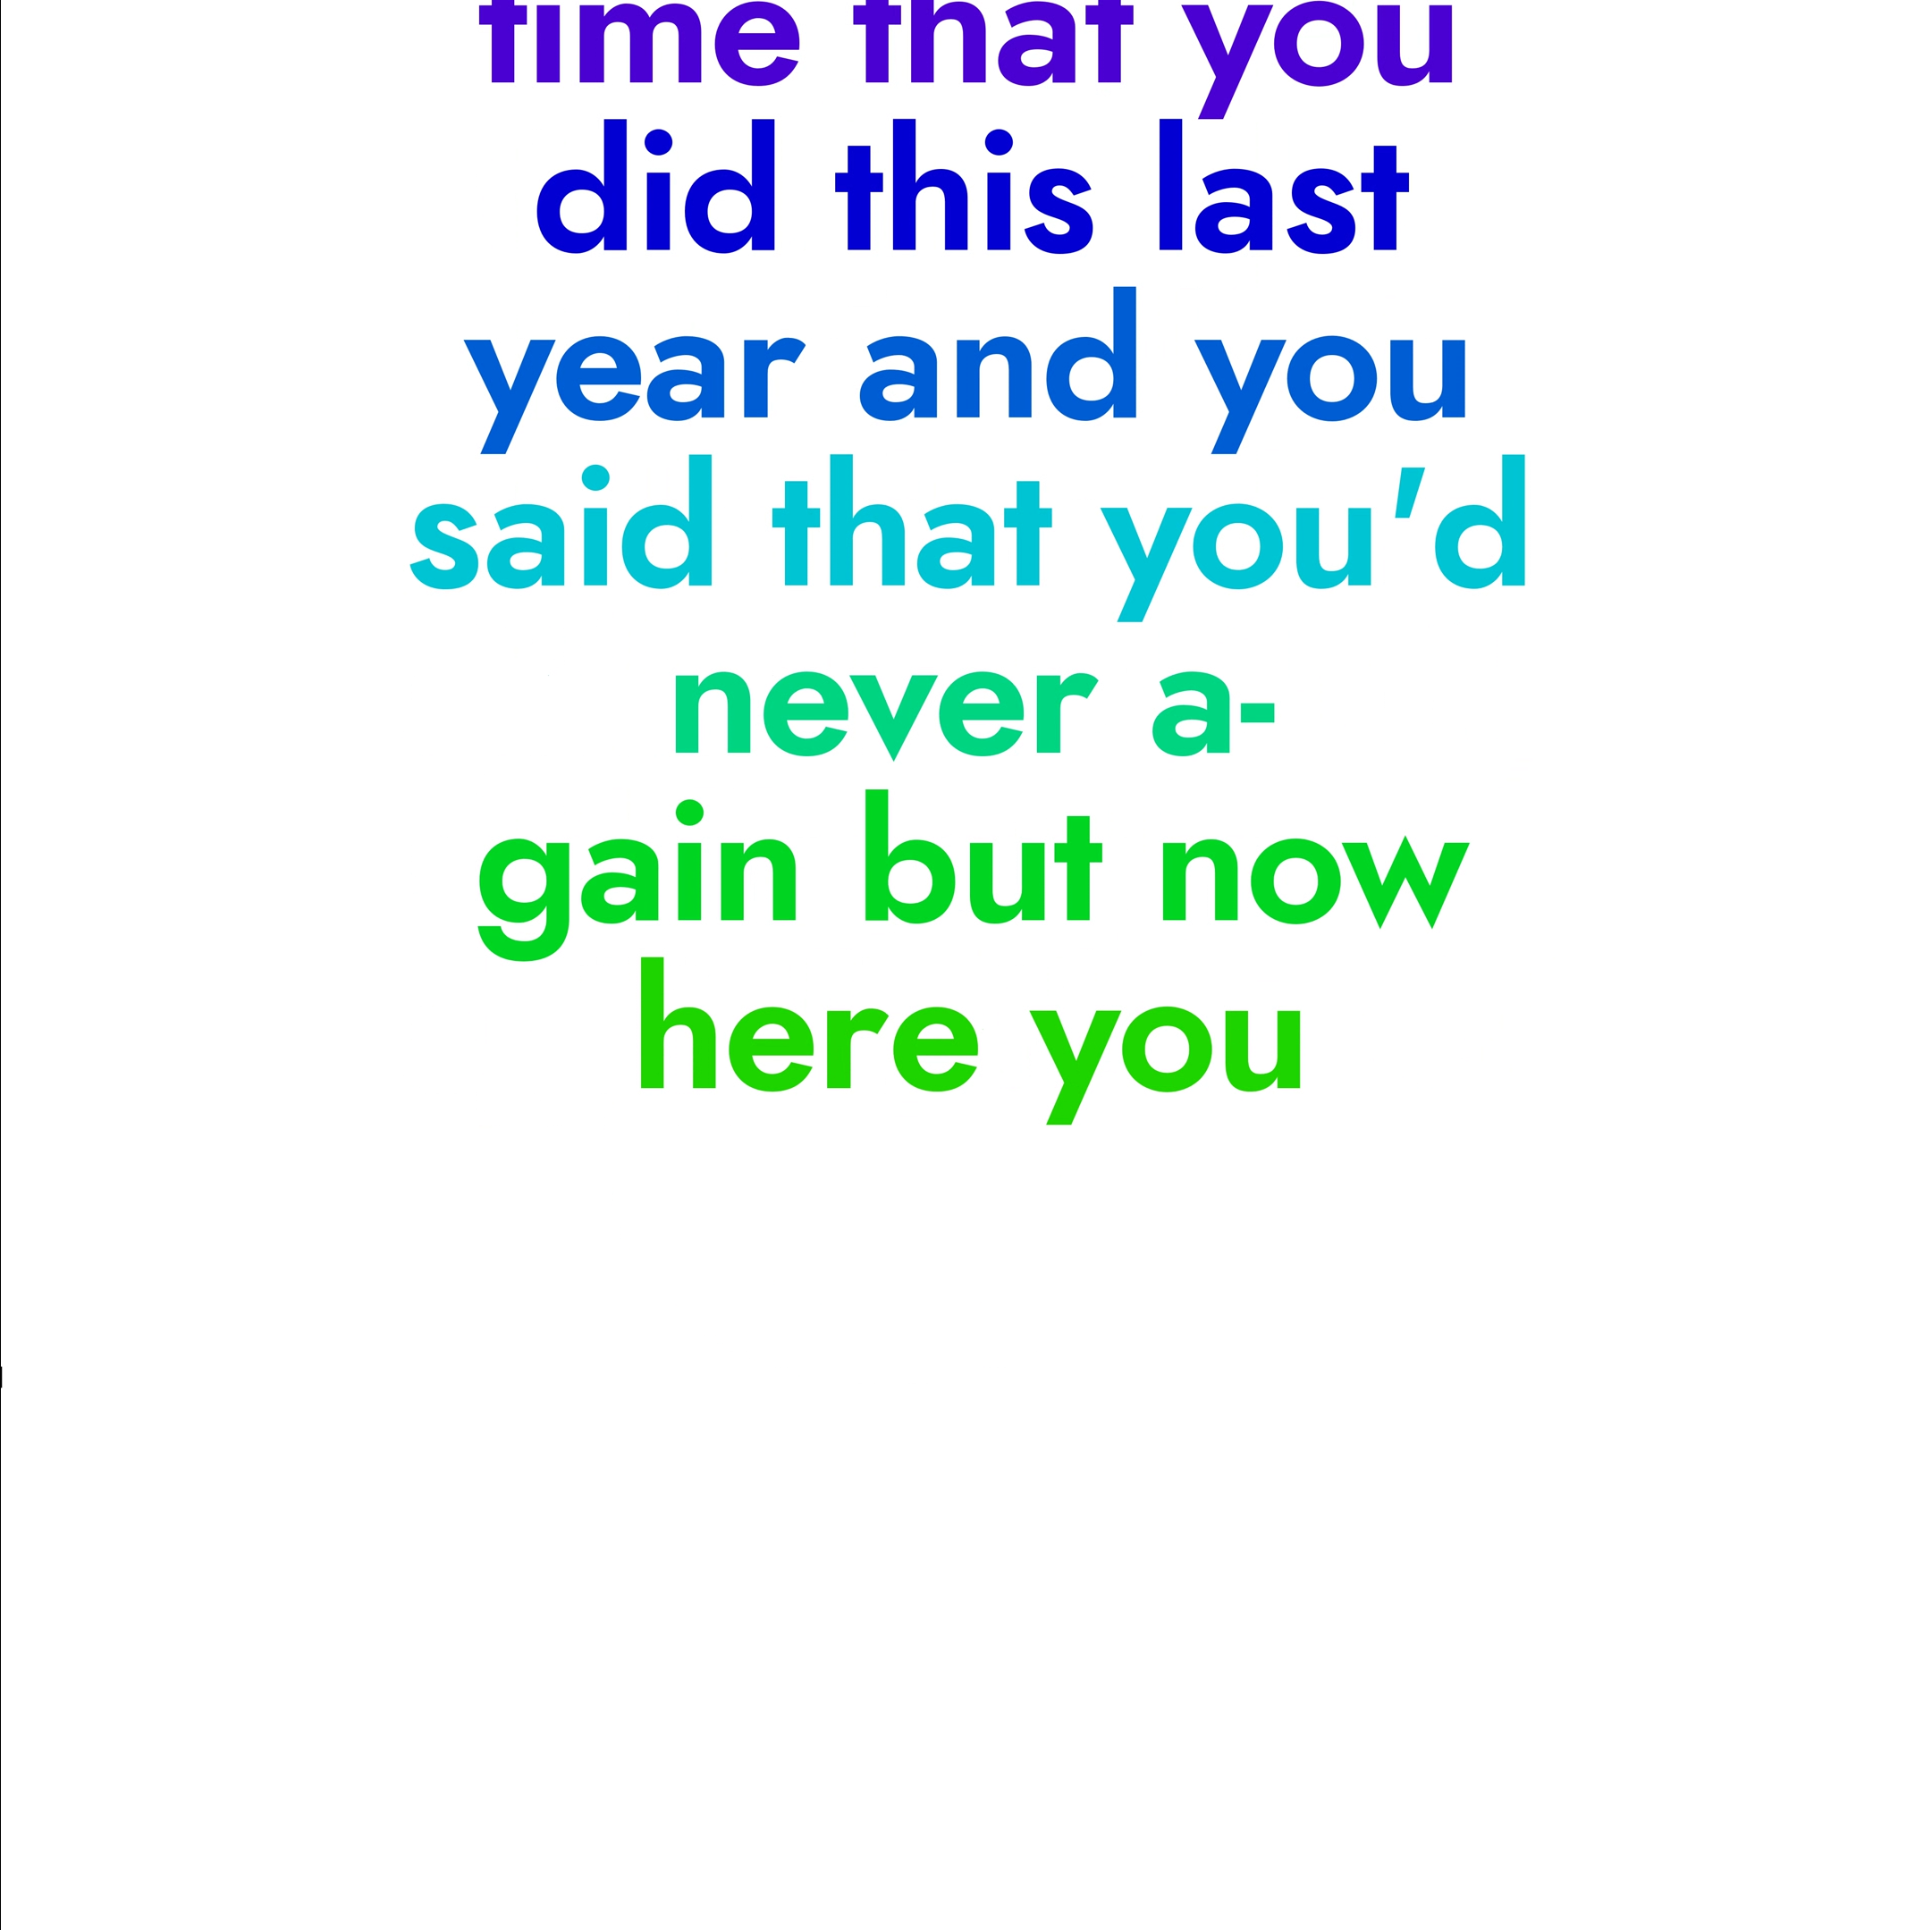 time that you
did this last
year and you
said that you'd
never a-
gain but now
here you